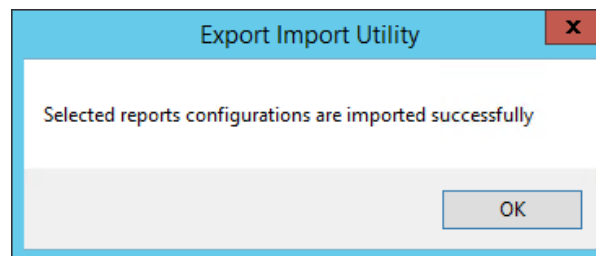 Export Import Utility
x
Selected reports configurations are imported successfully
OK